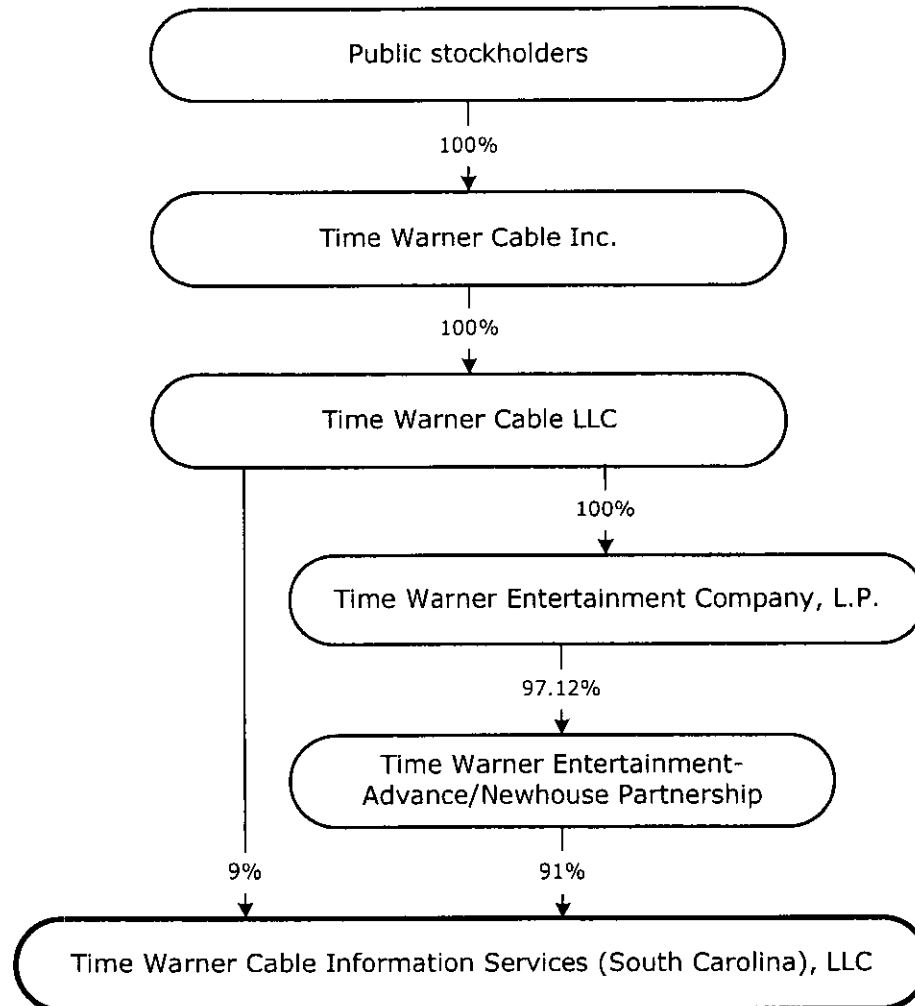 Public stockholders
100%
Time Warner Cable Inc.
100%
Time Warner Cable LLC
100%
Time Warner Entertainment Company, L.P.
97.12%
Time Warner Entertainment-
Advance/Newhouse Partnership
9%
91%
Time Warner Cable Information Services (South Carolina), LLC